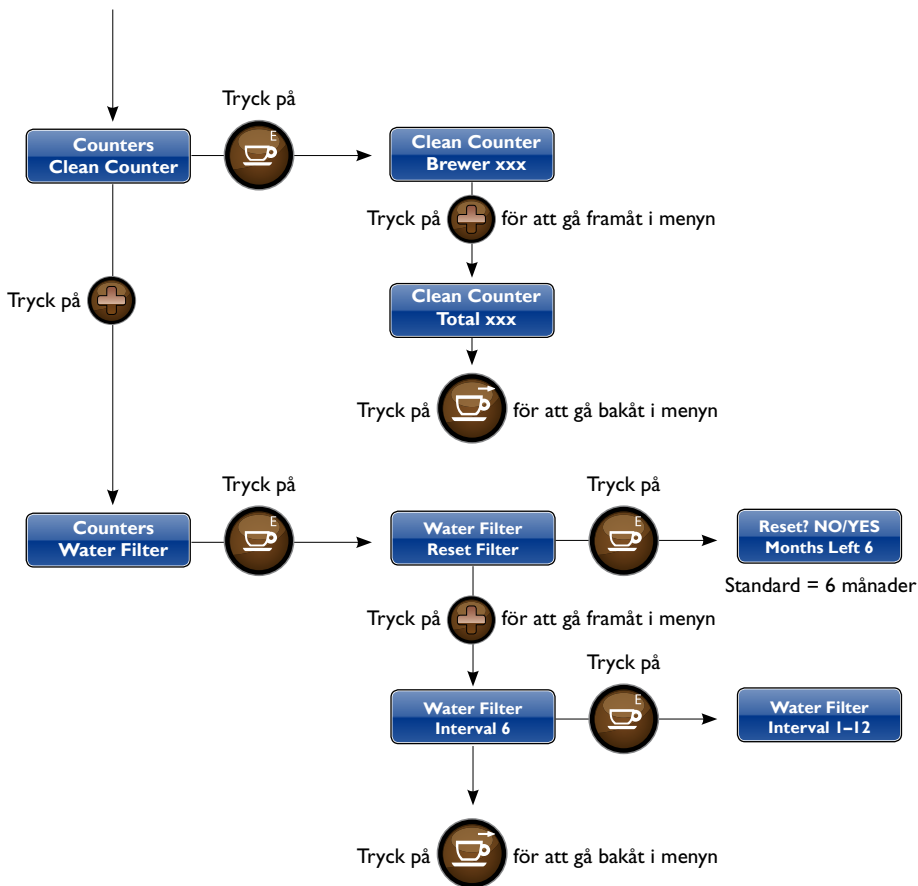 Tryck på
E
Counters
Clean Counter
Clean Counter
Brewer xxx
Tryck på för att gå framåt i menyn
Tryck på
Clean Counter
Total xxx
Tryck på för att gå bakåt i menyn
Tryck på
Tryck på
E
E
Counters
Water Filter
Water Filter
Reset Filter
Reset? NO/YES
Months Left 6
Standard = 6 månader
Tryck på för att gå framåt i menyn
Tryck på
E
Water Filter
Interval 6
Water Filter
Interval 1–12
Tryck på för att gå bakåt i menyn